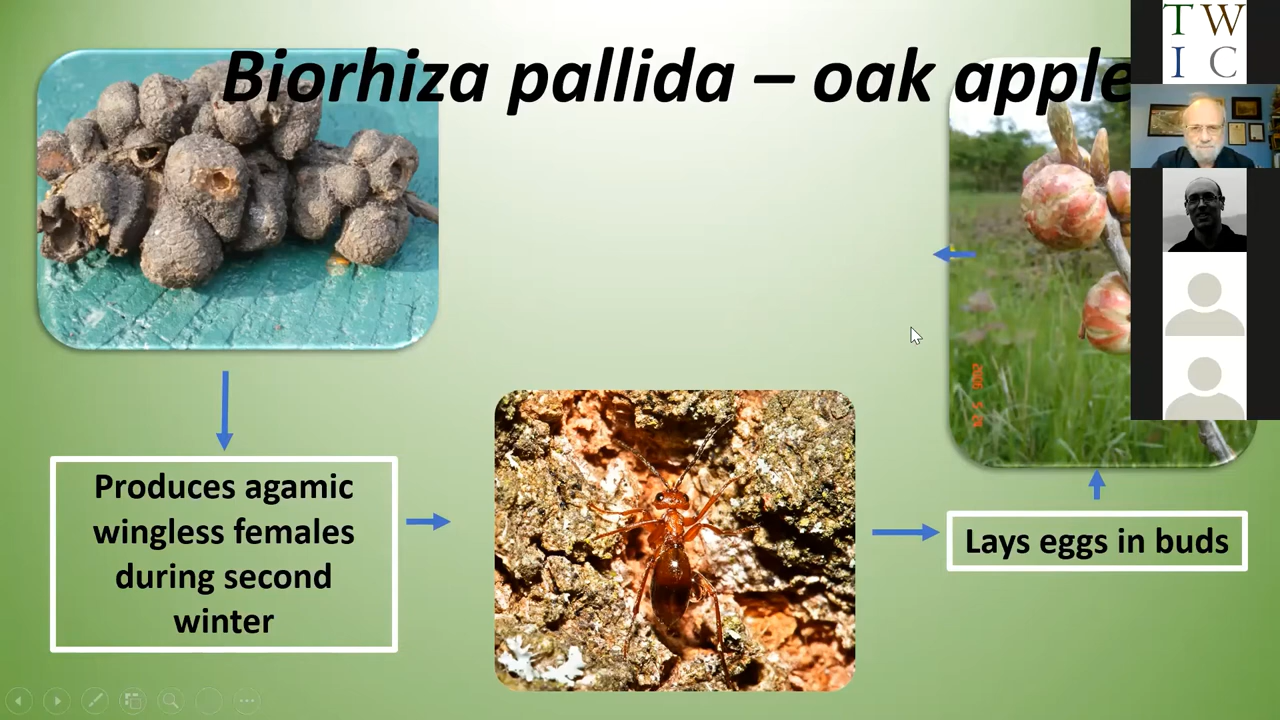 Biorhiza pallida – oak apple
T W
I C
Produces agamic
wingless females
during second
winter
Lays eggs in buds